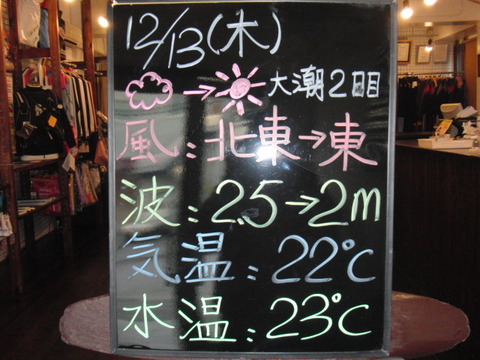 12/13(木)
→ 大潮2日目
風:北東→東
波:2.5→2m
気温:22℃
水温:23℃